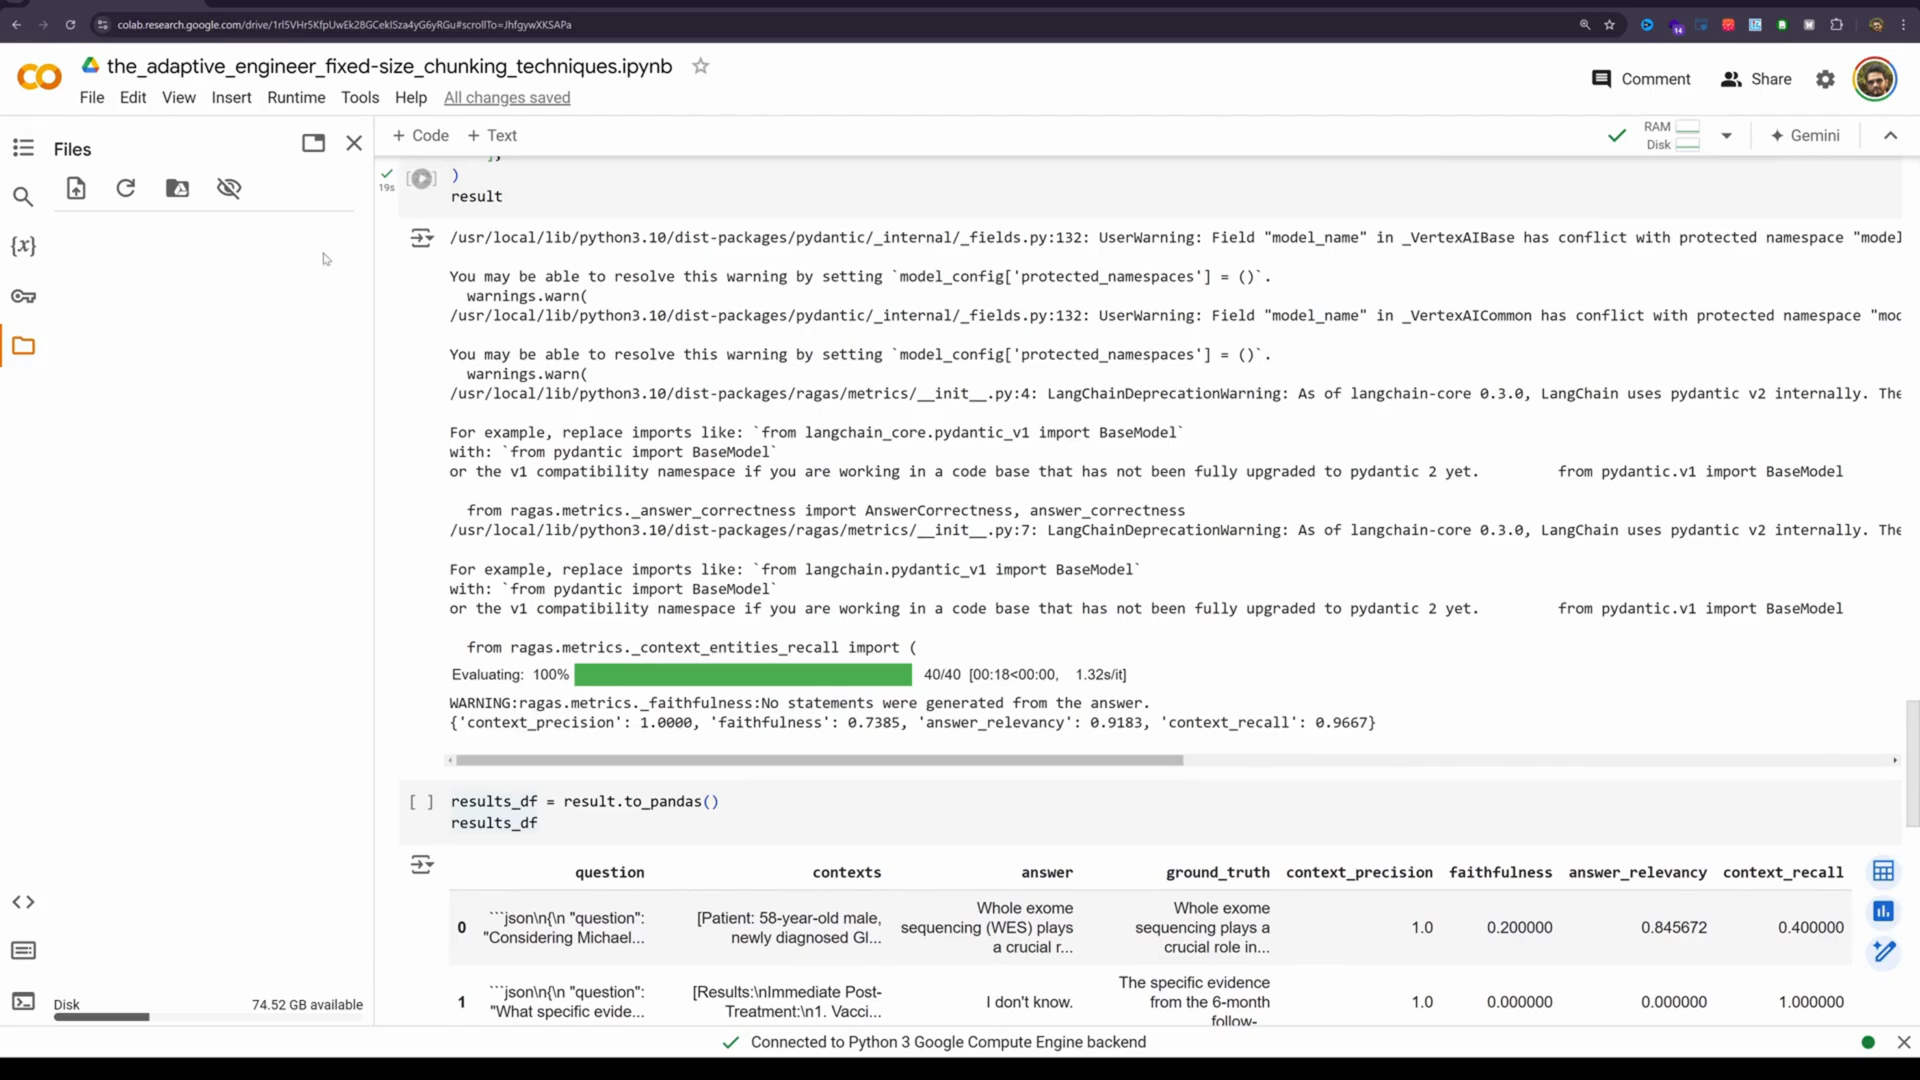 colab.research.google.com/drive/1rl5VHr5KfpUwEk28GCeklSza4yG6yRGu#scrollTo=JhfgywXKSAPa
14
CO
the_adaptive_engineer_fixed-size_chunking_techniques.ipynb
Comment
Share
File Edit View Insert Runtime Tools Help All changes saved
Files
+ Code + Text
RAM
Disk
Gemini
],
19s
[ ] )
result
/usr/local/lib/python3.10/dist-packages/pydantic/_internal/_fields.py:132: UserWarning: Field "model_name" in _VertexAIBase has conflict with protected namespace "model
You may be able to resolve this warning by setting `model_config['protected_namespaces'] = ()`.
warnings.warn(
/usr/local/lib/python3.10/dist-packages/pydantic/_internal/_fields.py:132: UserWarning: Field "model_name" in _VertexAICommon has conflict with protected namespace "mod
You may be able to resolve this warning by setting `model_config['protected_namespaces'] = ()`.
warnings.warn(
/usr/local/lib/python3.10/dist-packages/ragas/metrics/__init__.py:4: LangChainDeprecationWarning: As of langchain-core 0.3.0, LangChain uses pydantic v2 internally. The
For example, replace imports like: `from langchain_core.pydantic_v1 import BaseModel`
with: `from pydantic import BaseModel`
or the v1 compatibility namespace if you are working in a code base that has not been fully upgraded to pydantic 2 yet. from pydantic.v1 import BaseModel
from ragas.metrics._answer_correctness import AnswerCorrectness, answer_correctness
/usr/local/lib/python3.10/dist-packages/ragas/metrics/__init__.py:7: LangChainDeprecationWarning: As of langchain-core 0.3.0, LangChain uses pydantic v2 internally. The
For example, replace imports like: `from langchain.pydantic_v1 import BaseModel`
with: `from pydantic import BaseModel`
or the v1 compatibility namespace if you are working in a code base that has not been fully upgraded to pydantic 2 yet. from pydantic.v1 import BaseModel
from ragas.metrics._context_entities_recall import (
Evaluating: 100% 40/40 [00:18<00:00, 1.32s/it]
WARNING:ragas.metrics._faithfulness:No statements were generated from the answer.
{'context_precision': 1.0000, 'faithfulness': 0.7385, 'answer_relevancy': 0.9183, 'context_recall': 0.9667}
[ ] results_df = result.to_pandas()
results_df
question contexts answer ground_truth context_precision faithfulness answer_relevancy context_recall
0 ```json\n{\n "question": "Considering Michael... [Patient: 58-year-old male, newly diagnosed Gl... Whole exome sequencing (WES) plays a crucial r... Whole exome sequencing plays a crucial role in... 1.0 0.200000 0.845672 0.400000
1 ```json\n{\n "question": "What specific evide... [Results:\nImmediate Post-Treatment:\n1. Vacci... I don't know. The specific evidence from the 6-month follow- 1.0 0.000000 0.000000 1.000000
Disk 74.52 GB available
Connected to Python 3 Google Compute Engine backend